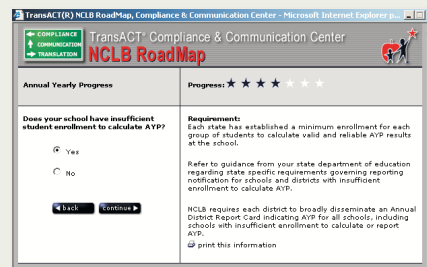 TransACT(R) NCLB RoadMap, Compliance & Communication Center - Microsoft Internet Explorer p...
COMPLIANCE
COMMUNICATION
TRANSLATION
TransACT® Compliance & Communication Center
NCLB RoadMap
Annual Yearly Progress
Progress:
Does your school have insufficient
student enrollment to calculate AYP?
Yes
No
back
continue
Requirement:
Each state has established a minimum enrollment for each
group of students to calculate valid and reliable AYP results
at the school.
Refer to guidance from your state department of education
regarding state specific requirements governing reporting
notification for schools and districts with insufficient
enrollment to calculate AYP.
NCLB requires each district to broadly disseminate an Annual
District Report Card indicating AYP for all schools, including
schools with insufficient enrollment to calculate or report
AYP.
print this information